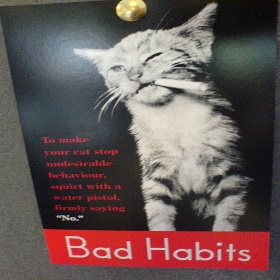 To make
your cat stop
undesirable
behaviour,
squirt with a
water pistol,
firmly saying
"No."
Bad Habits